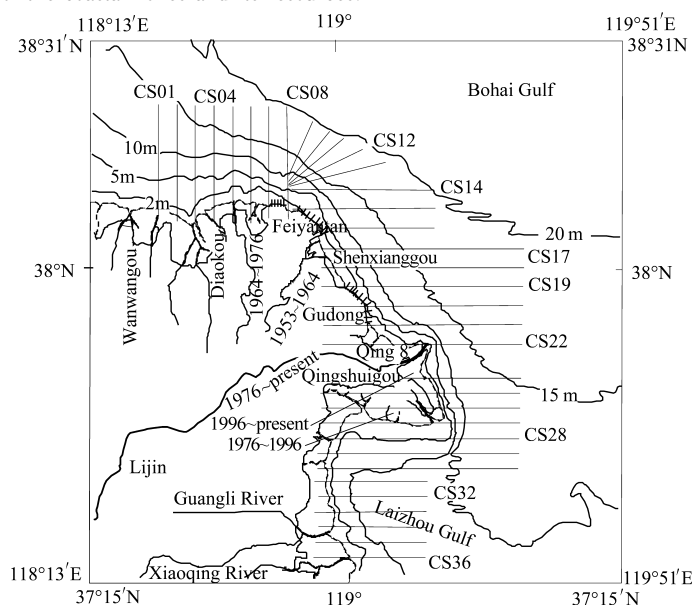 118°13′E
119°
119°51′E
38°31′N
38°31N
CS01
CS04
CS08
Bohai Gulf
CS12
10m
5m
CS14
2m
Feiyantan
20 m
Shenxianggou
CS17
38°N
38°N
Wanwangou
Diaokou
1964~1976
1953~1964
CS19
Gudong
CS22
Qing 8
1976~present
Qingshuigou
15 m
1996~present
1976~1996
CS28
Lijin
CS32
Guangli River
Laizhou Gulf
CS36
Xiaoqing River
118°13′E
119°51′E
37°15′N
119°
37°15′N